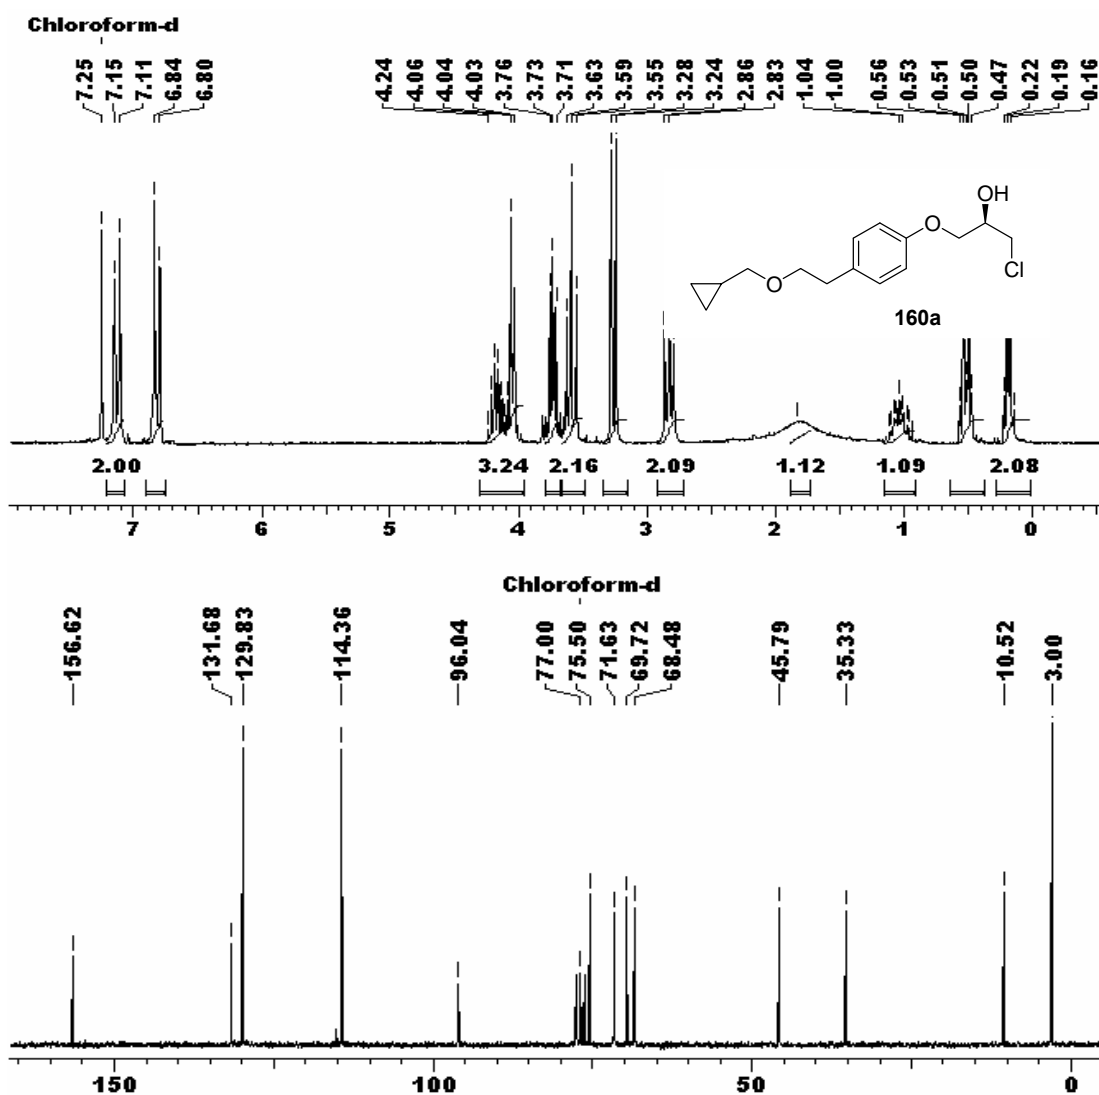 Chloroform-d
7.25 7.15 7.11 6.84 6.80 4.24 4.06 4.04 4.03 3.76 3.73 3.71 3.63 3.59 3.55 3.28 3.24 2.86 2.83 1.04 1.00 0.56 0.53 0.51 0.50 0.47 0.22 0.19 0.16
OH
O
Cl
O
160a
2.00 3.24 2.16 2.09 1.12 1.09 2.08
7 6 5 4 3 2 1 0
Chloroform-d
156.62 131.68 129.83 114.36 96.04 77.00 75.50 71.63 69.72 68.48 45.79 35.33 10.52 3.00
150 100 50 0